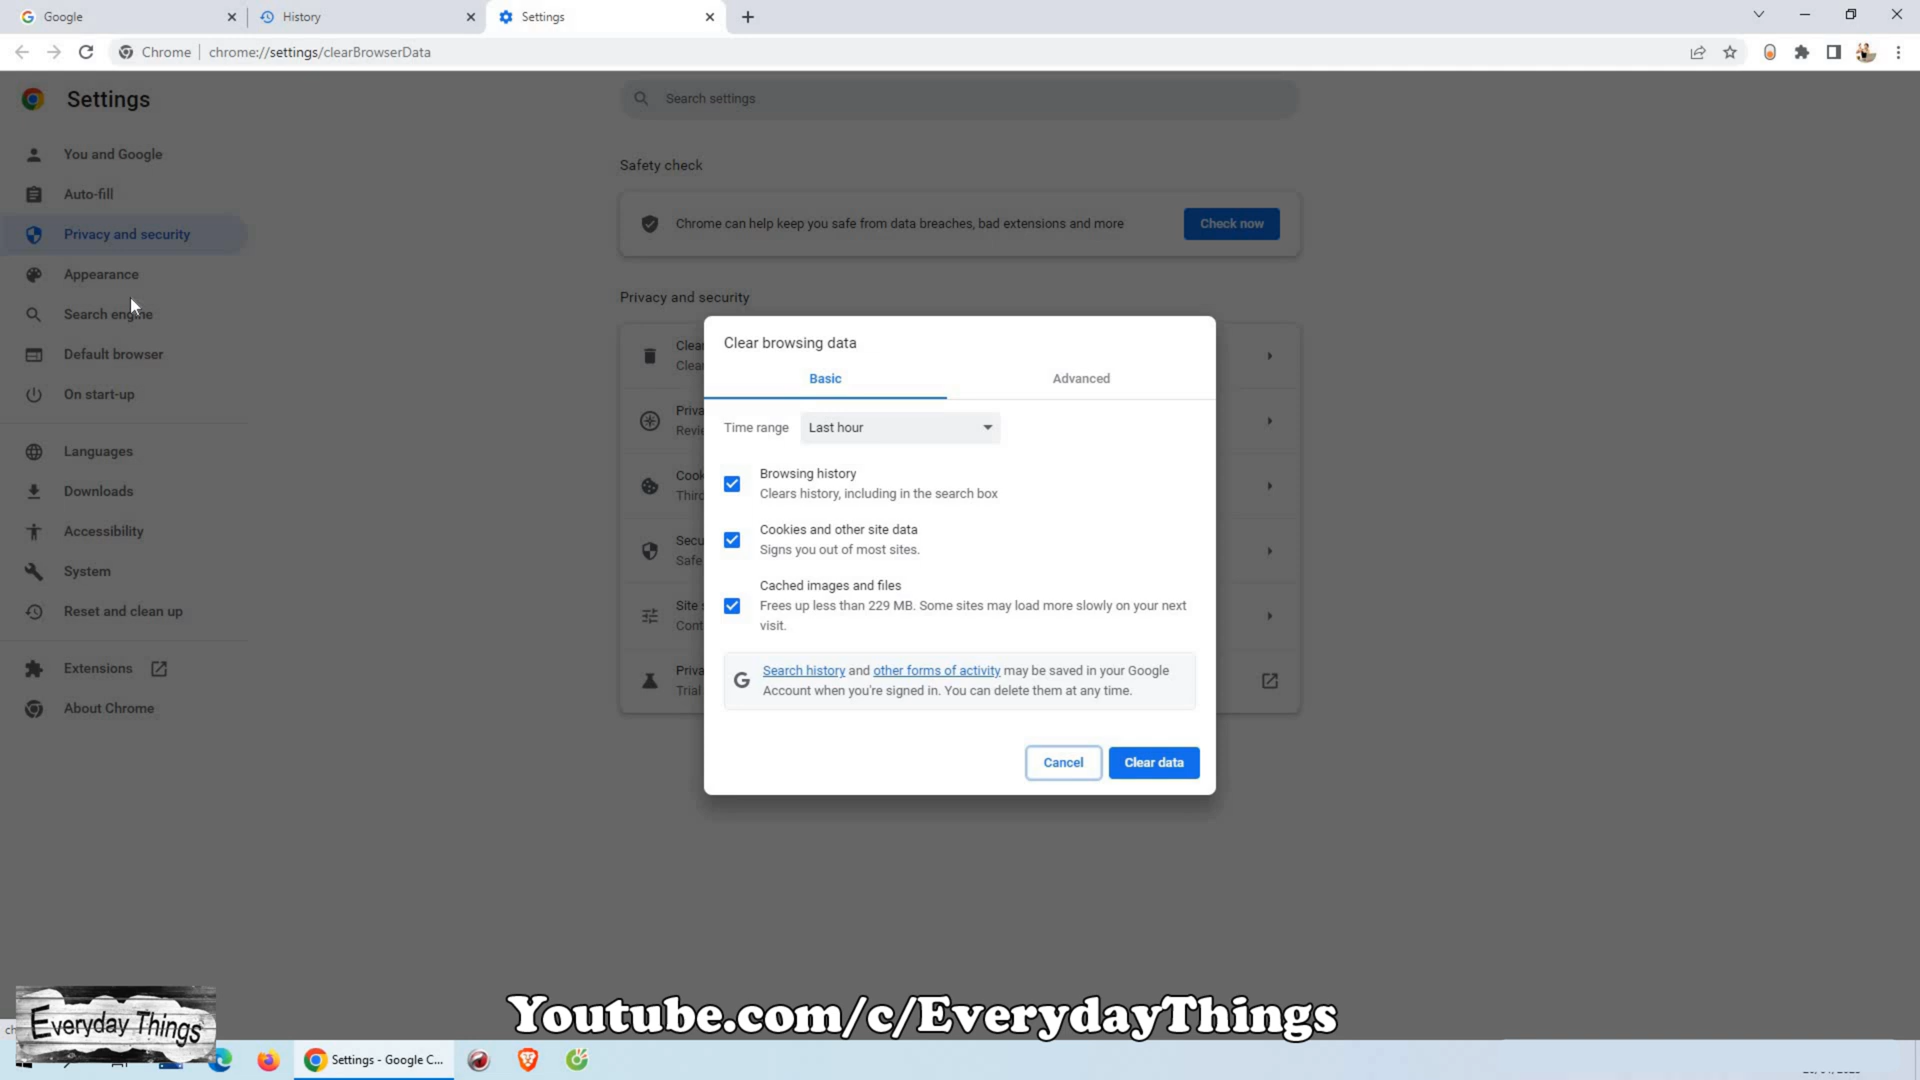 Google
History
Settings
Chrome
chrome://settings/clearBrowserData
Settings
Search settings
You and Google
Auto-fill
Privacy and security
Appearance
Search engine
Default browser
On start-up
Languages
Downloads
Accessibility
System
Reset and clean up
Extensions
About Chrome
Safety check
Chrome can help keep you safe from data breaches, bad extensions and more
Check now
Privacy and security
Clear browsing data
Basic
Advanced
Time range
Last hour
Browsing history
Clears history, including in the search box
Cookies and other site data
Signs you out of most sites.
Cached images and files
Frees up less than 229 MB. Some sites may load more slowly on your next
visit.
Search history and other forms of activity may be saved in your Google
Account when you're signed in. You can delete them at any time.
Cancel
Clear data
Everyday Things
Youtube.com/c/EverydayThings
Settings - Google C...